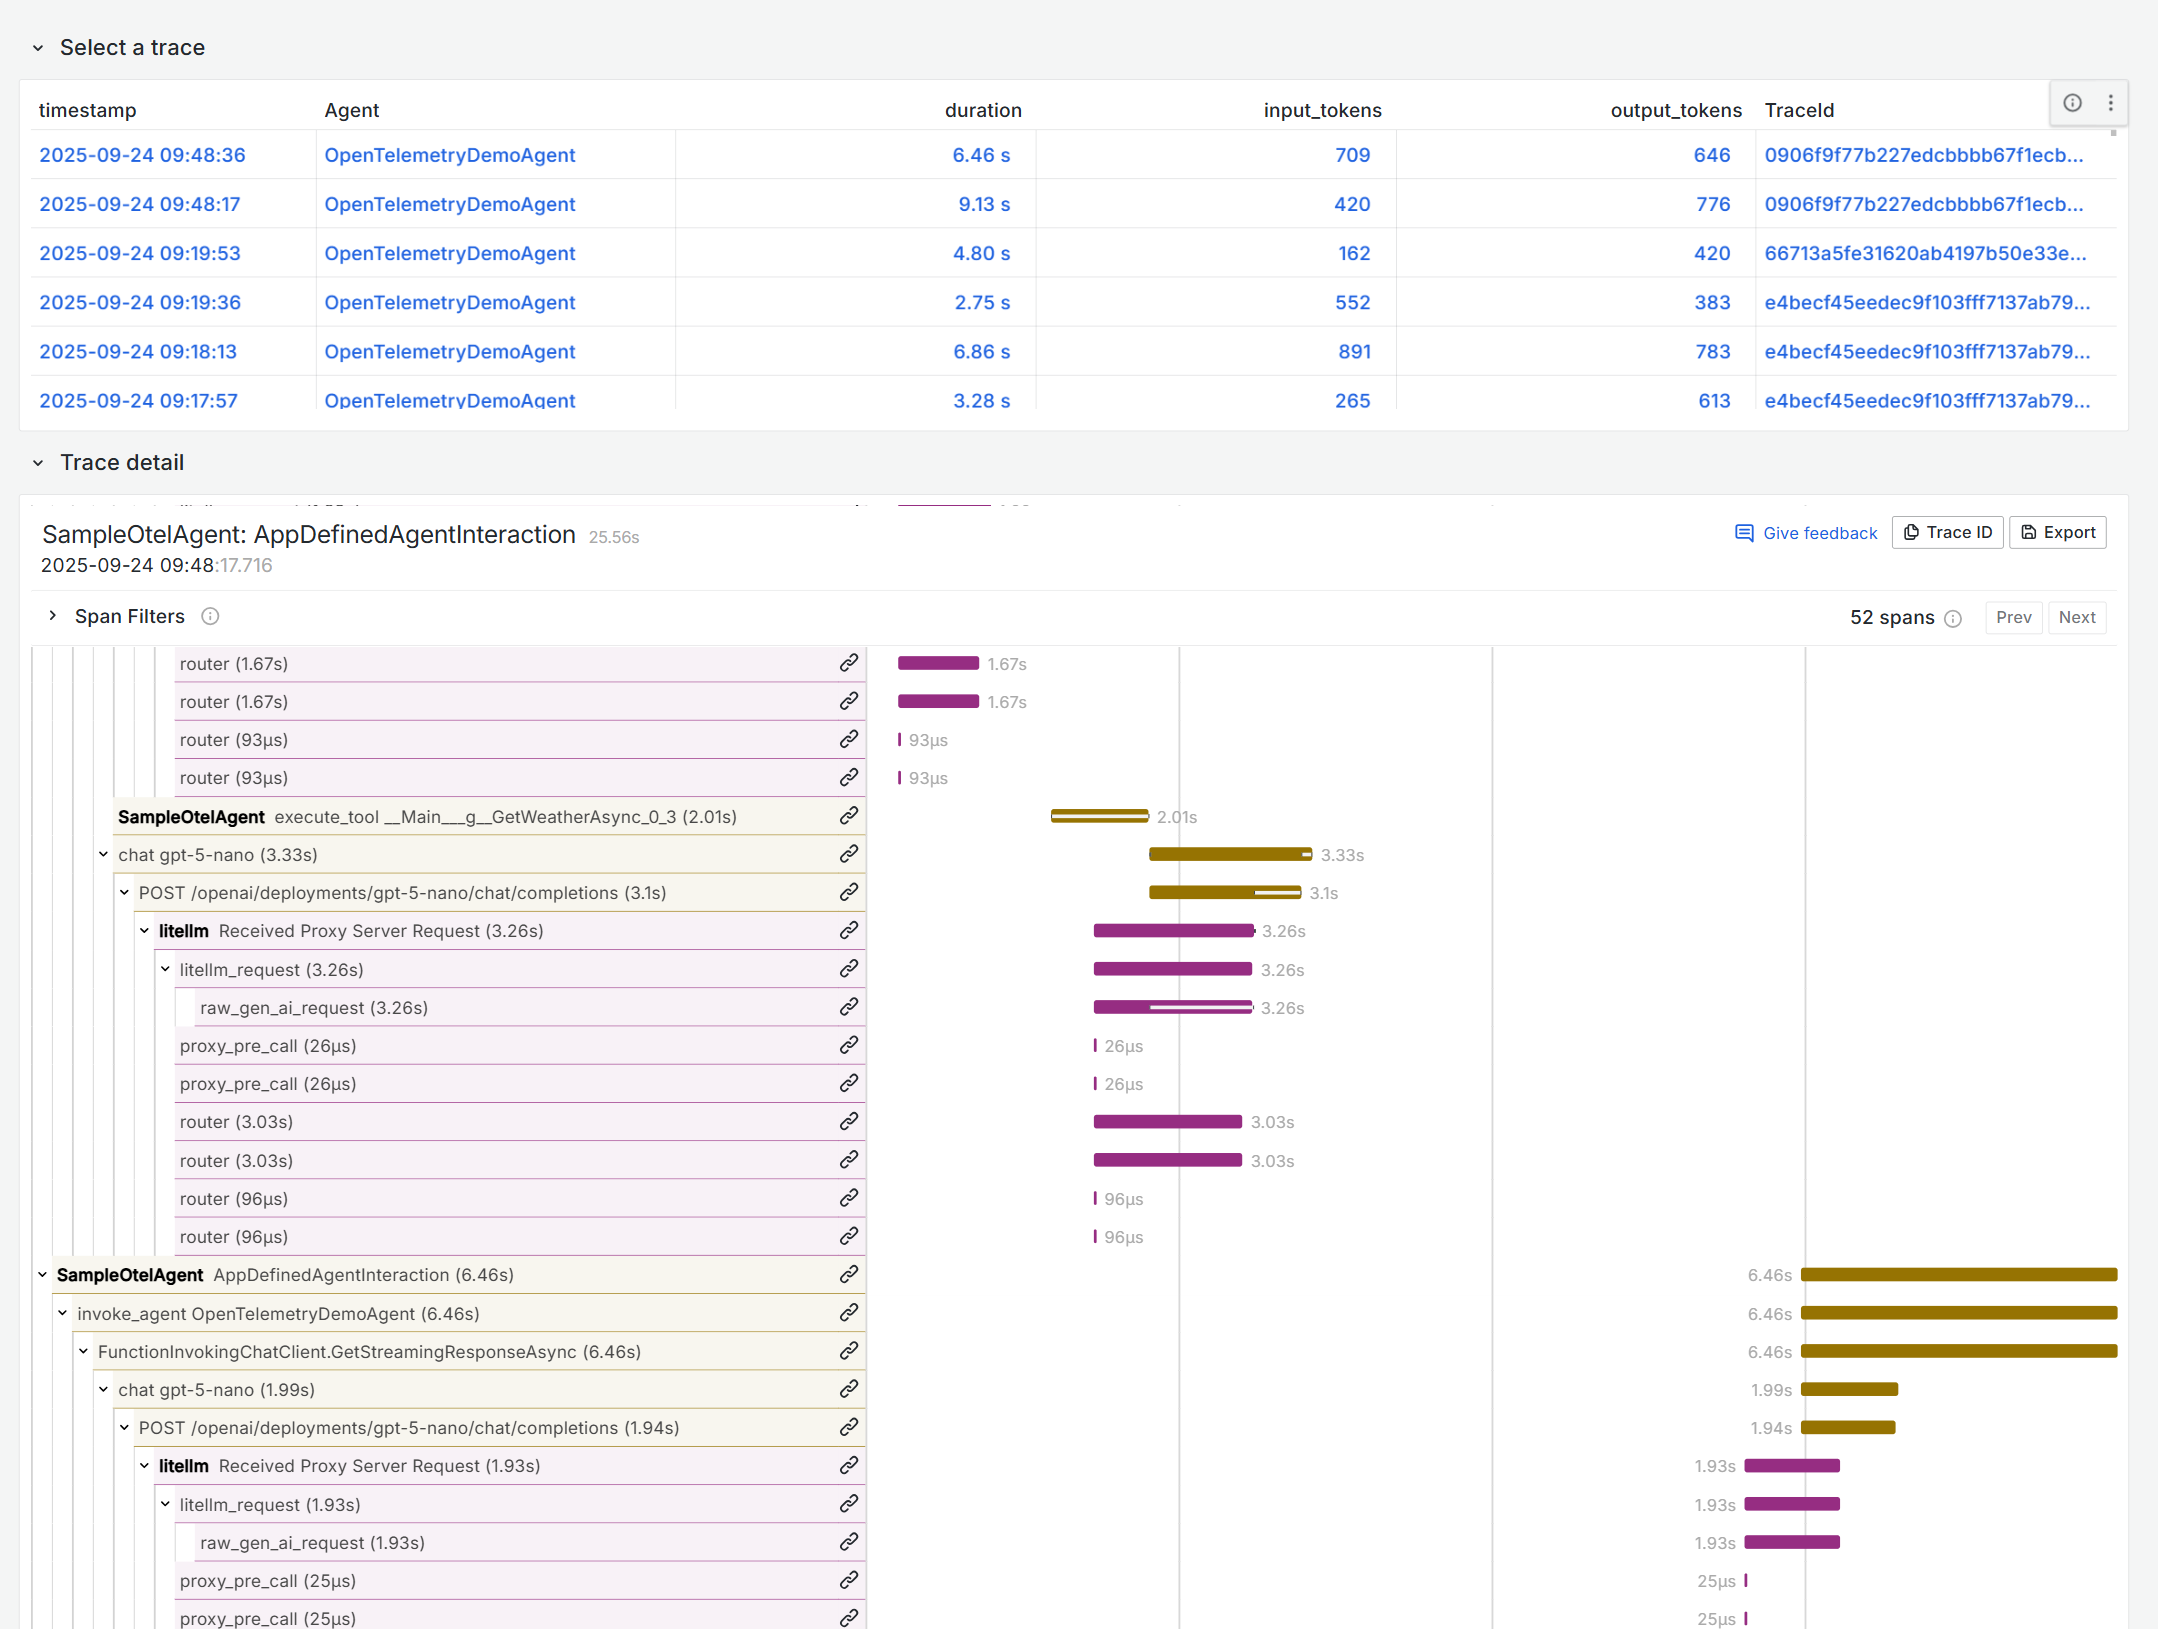 Select a trace
timestamp Agent duration input_tokens output_tokens TraceId
2025-09-24 09:48:36 OpenTelemetryDemoAgent 6.46 s 709 646 0906f9f77b227edcbbbb67f1ecb...
2025-09-24 09:48:17 OpenTelemetryDemoAgent 9.13 s 420 776 0906f9f77b227edcbbbb67f1ecb...
2025-09-24 09:19:53 OpenTelemetryDemoAgent 4.80 s 162 420 66713a5fe31620ab4197b50e33e...
2025-09-24 09:19:36 OpenTelemetryDemoAgent 2.75 s 552 383 e4becf45eedec9f103fff7137ab79...
2025-09-24 09:18:13 OpenTelemetryDemoAgent 6.86 s 891 783 e4becf45eedec9f103fff7137ab79...
2025-09-24 09:17:57 OpenTelemetryDemoAgent 3.28 s 265 613 e4becf45eedec9f103fff7137ab79...
Trace detail
SampleOtelAgent: AppDefinedAgentInteraction 25.56s Give feedback Trace ID Export
2025-09-24 09:48:17.716
Span Filters 52 spans Prev Next
router (1.67s) 1.67s
router (1.67s) 1.67s
router (93μs) 93μs
router (93μs) 93μs
SampleOtelAgent execute_tool __Main___g__GetWeatherAsync_0_3 (2.01s) 2.01s
chat gpt-5-nano (3.33s) 3.33s
POST /openai/deployments/gpt-5-nano/chat/completions (3.1s) 3.1s
litellm Received Proxy Server Request (3.26s) 3.26s
litellm_request (3.26s) 3.26s
raw_gen_ai_request (3.26s) 3.26s
proxy_pre_call (26μs) 26μs
proxy_pre_call (26μs) 26μs
router (3.03s) 3.03s
router (3.03s) 3.03s
router (96μs) 96μs
router (96μs) 96μs
SampleOtelAgent AppDefinedAgentInteraction (6.46s) 6.46s
invoke_agent OpenTelemetryDemoAgent (6.46s) 6.46s
FunctionInvokingChatClient.GetStreamingResponseAsync (6.46s) 6.46s
chat gpt-5-nano (1.99s) 1.99s
POST /openai/deployments/gpt-5-nano/chat/completions (1.94s) 1.94s
litellm Received Proxy Server Request (1.93s) 1.93s
litellm_request (1.93s) 1.93s
raw_gen_ai_request (1.93s) 1.93s
proxy_pre_call (25μs) 25μs
proxy_pre_call (25μs) 25μs